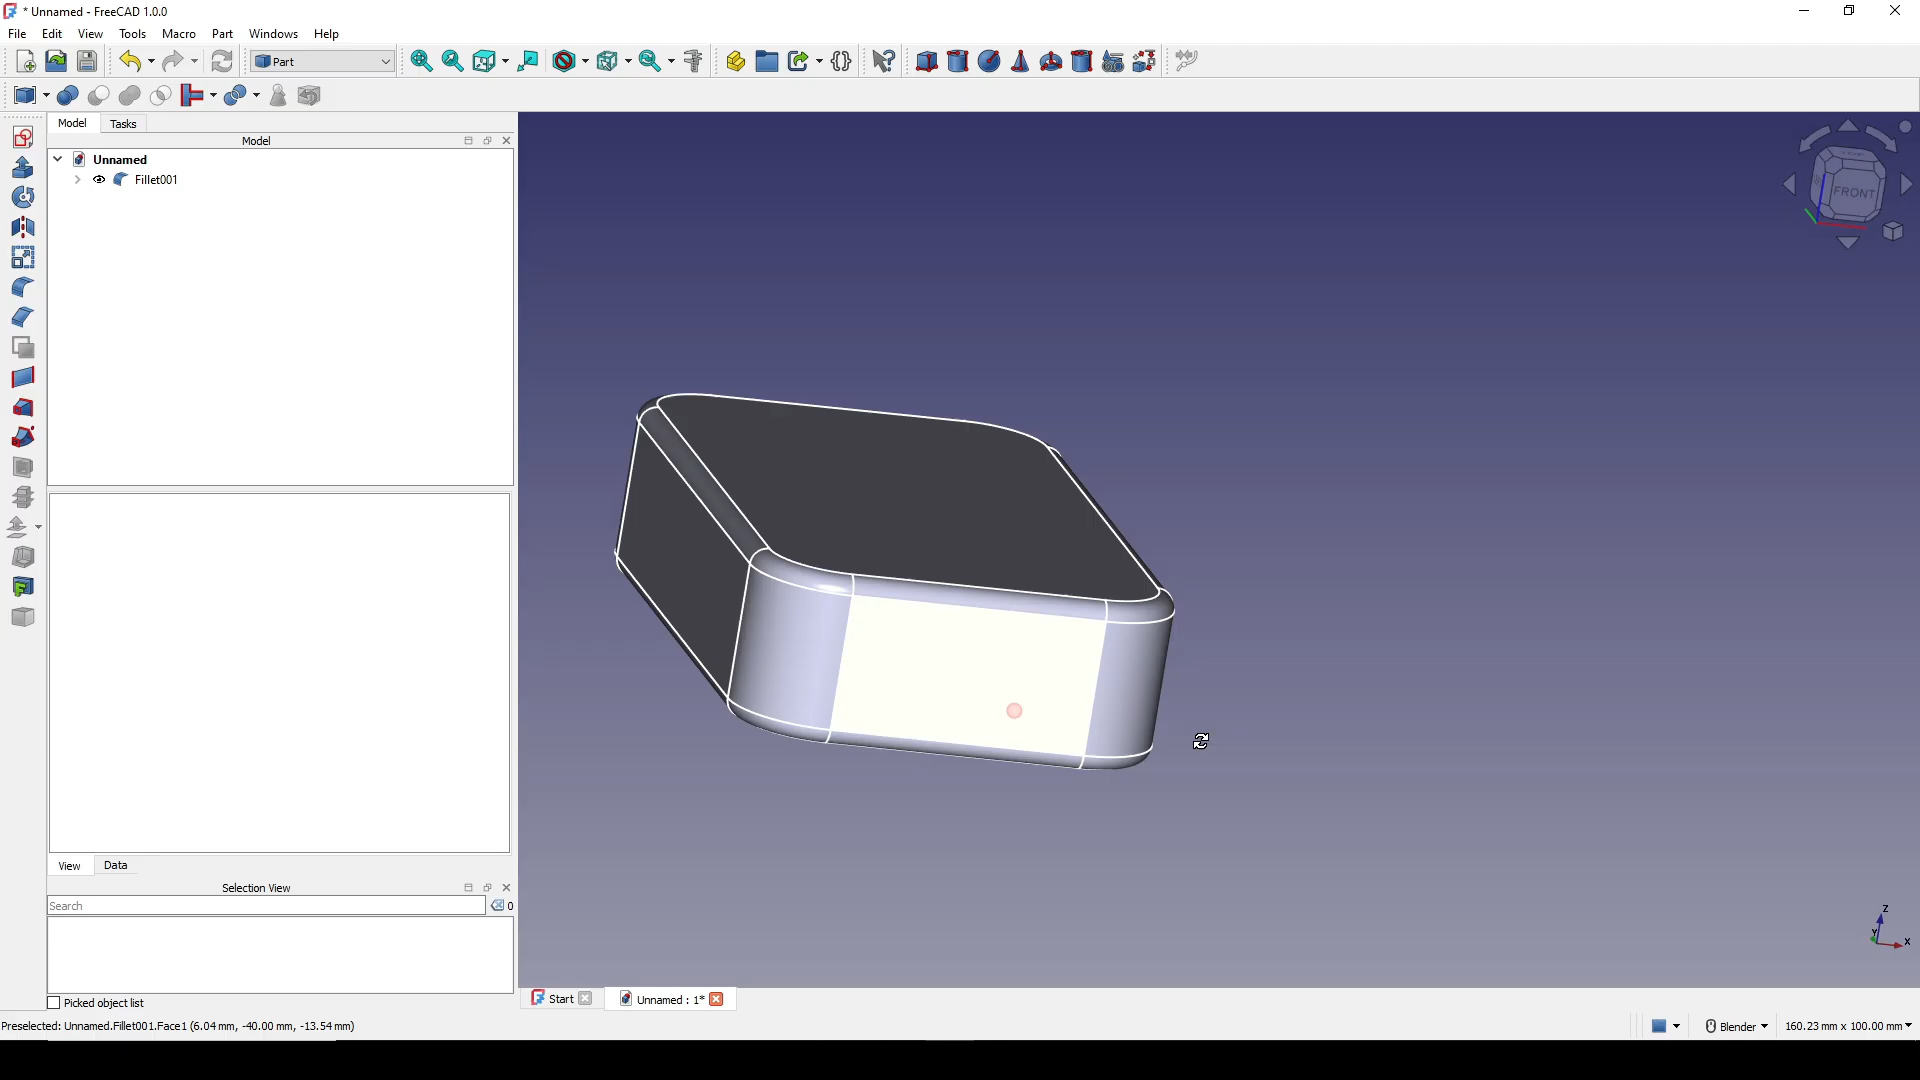 * Unnamed - FreeCAD 1.0.0
File Edit View Tools Macro Part Windows Help
Part
Model Tasks
Model
Unnamed
Fillet001
FRONT
View Data
Selection View
Search
0
Picked object list
Z
Y
X
Start Unnamed : 1*
Preselected: Unnamed.Fillet001.Face1 (6.04 mm, -40.00 mm, -13.54 mm)
Blender 160.23 mm x 100.00 mm